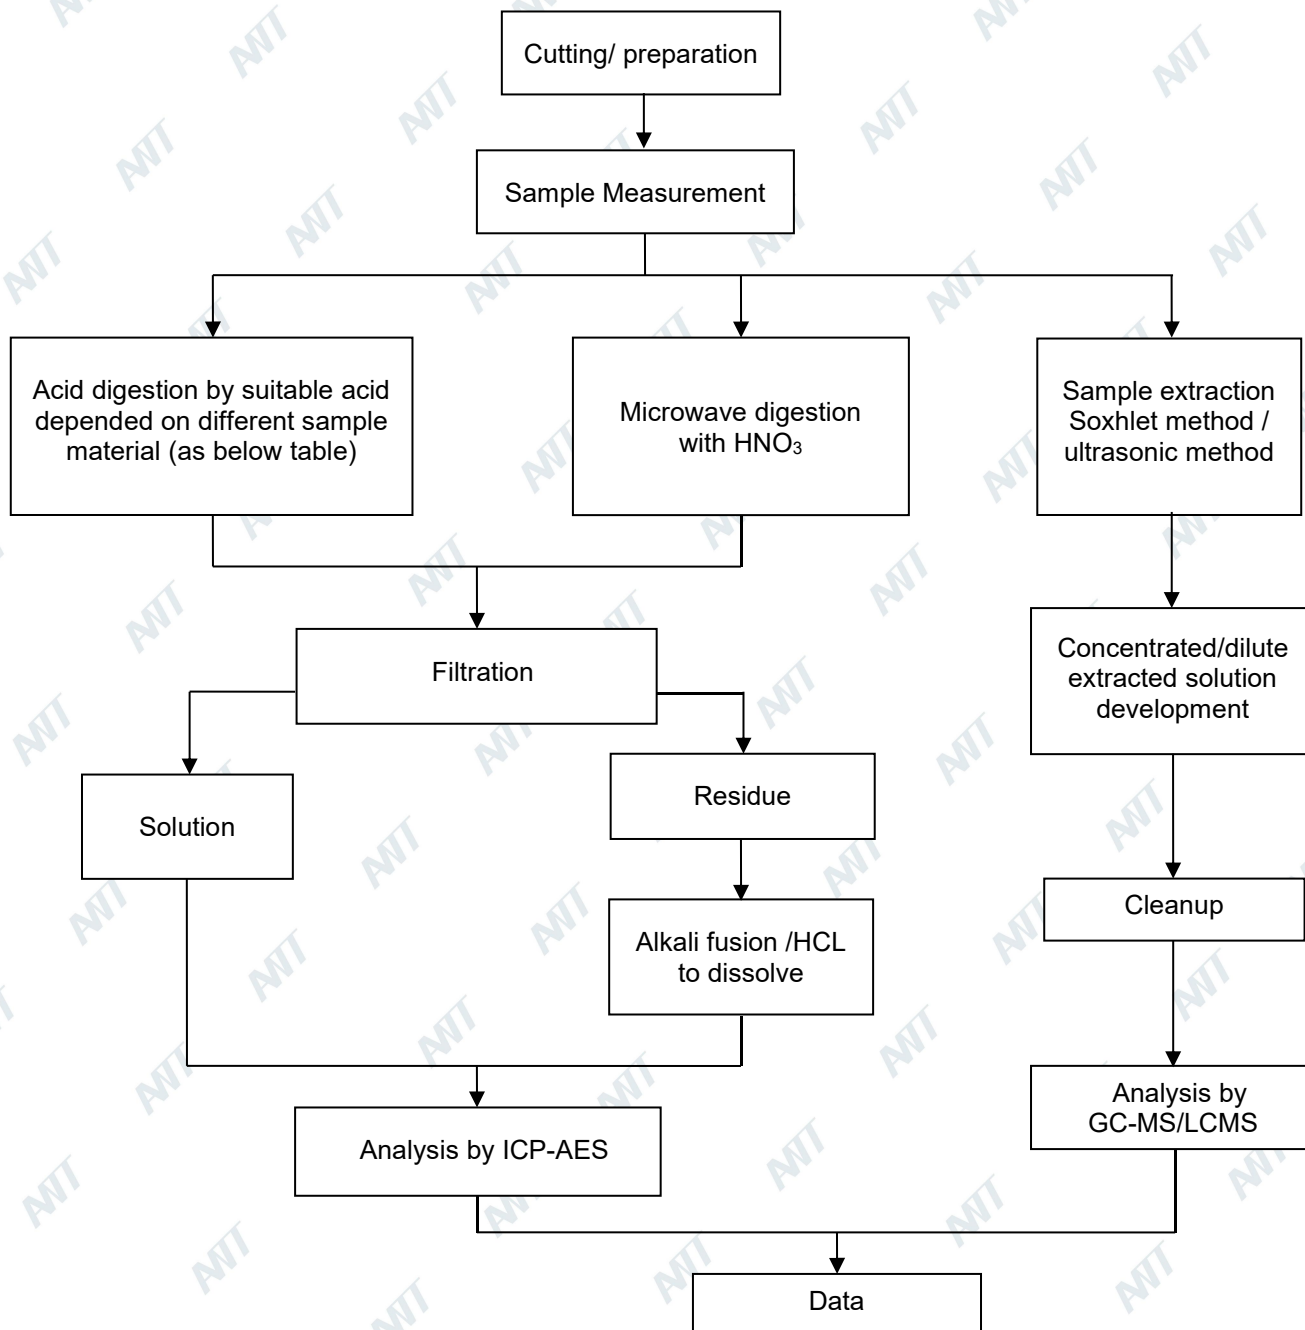 Cutting/ preparation
Sample Measurement
Acid digestion by suitable acid
depended on different sample
material (as below table)
Microwave digestion
with HNO₃
Sample extraction
Soxhlet method /
ultrasonic method
Filtration
Concentrated/dilute
extracted solution
development
Solution
Residue
Alkali fusion /HCL
to dissolve
Cleanup
Analysis by ICP-AES
Analysis by
GC-MS/LCMS
Data